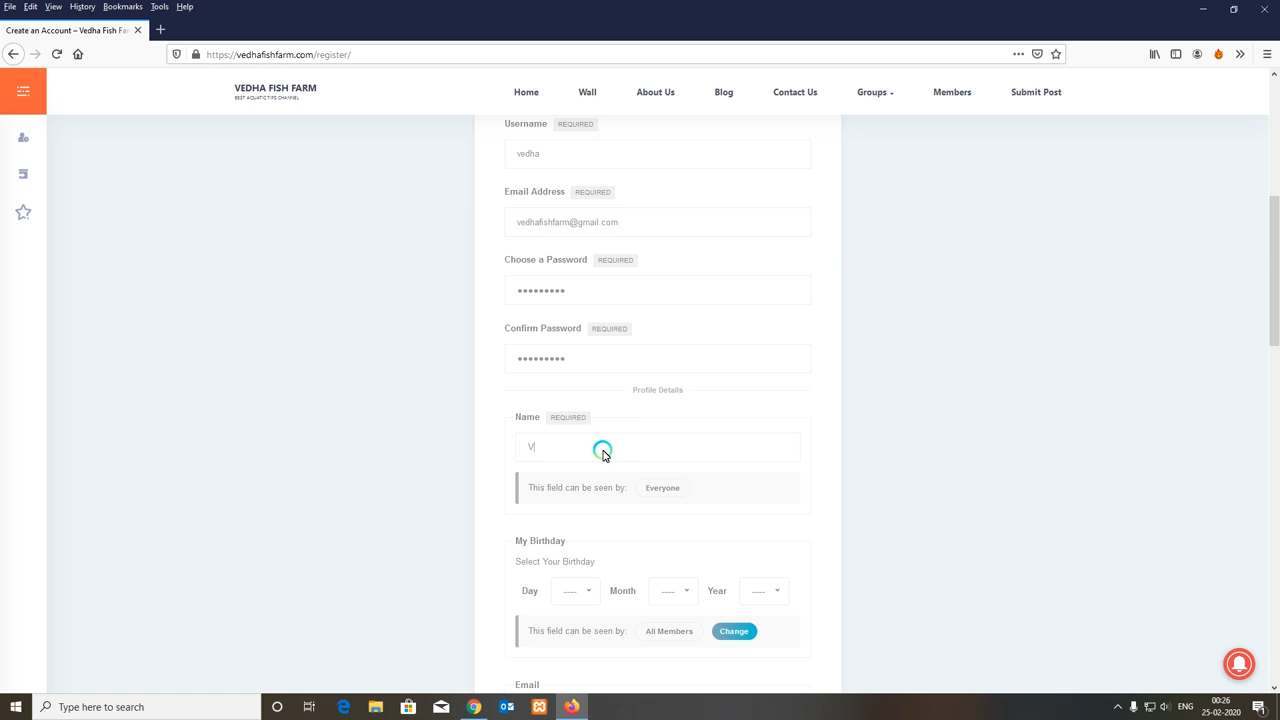 File Edit View History Bookmarks Tools Help
Create an Account – Vedha Fish Far
https://vedhafishfarm.com/register/
VEDHA FISH FARM
BEST AQUATIC TIPS CHANNEL
Home Wall About Us Blog Contact Us Groups Members Submit Post
Username REQUIRED
vedha
Email Address REQUIRED
vedhafishfarm@gmail.com
Choose a Password REQUIRED
•••••••••
Confirm Password REQUIRED
•••••••••
Profile Details
Name REQUIRED
V
This field can be seen by: Everyone
My Birthday
Select Your Birthday
Day ---- Month ---- Year ----
This field can be seen by: All Members Change
Email
Type here to search
ENG
00:26
25-02-2020